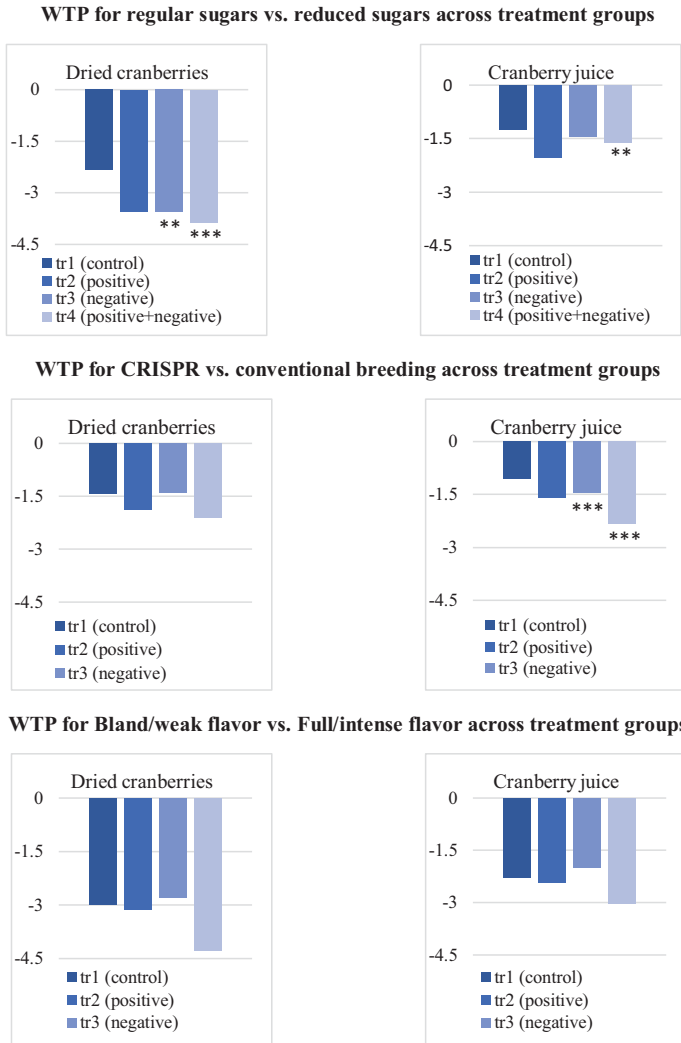 WTP for regular sugars vs. reduced sugars across treatment groups
Dried cranberries
0
-1.5
-3
-4.5
**
***
tr1 (control)
tr2 (positive)
tr3 (negative)
tr4 (positive+negative)
Cranberry juice
0
-1.5
-3
-4.5
**
tr1 (control)
tr2 (positive)
tr3 (negative)
tr4 (positive+negative)
WTP for CRISPR vs. conventional breeding across treatment groups
Dried cranberries
0
-1.5
-3
-4.5
tr1 (control)
tr2 (positive)
tr3 (negative)
Cranberry juice
0
-1.5
-3
-4.5
***
***
tr1 (control)
tr2 (positive)
tr3 (negative)
WTP for Bland/weak flavor vs. Full/intense flavor across treatment groups
Dried cranberries
0
-1.5
-3
-4.5
tr1 (control)
tr2 (positive)
tr3 (negative)
Cranberry juice
0
-1.5
-3
-4.5
tr1 (control)
tr2 (positive)
tr3 (negative)